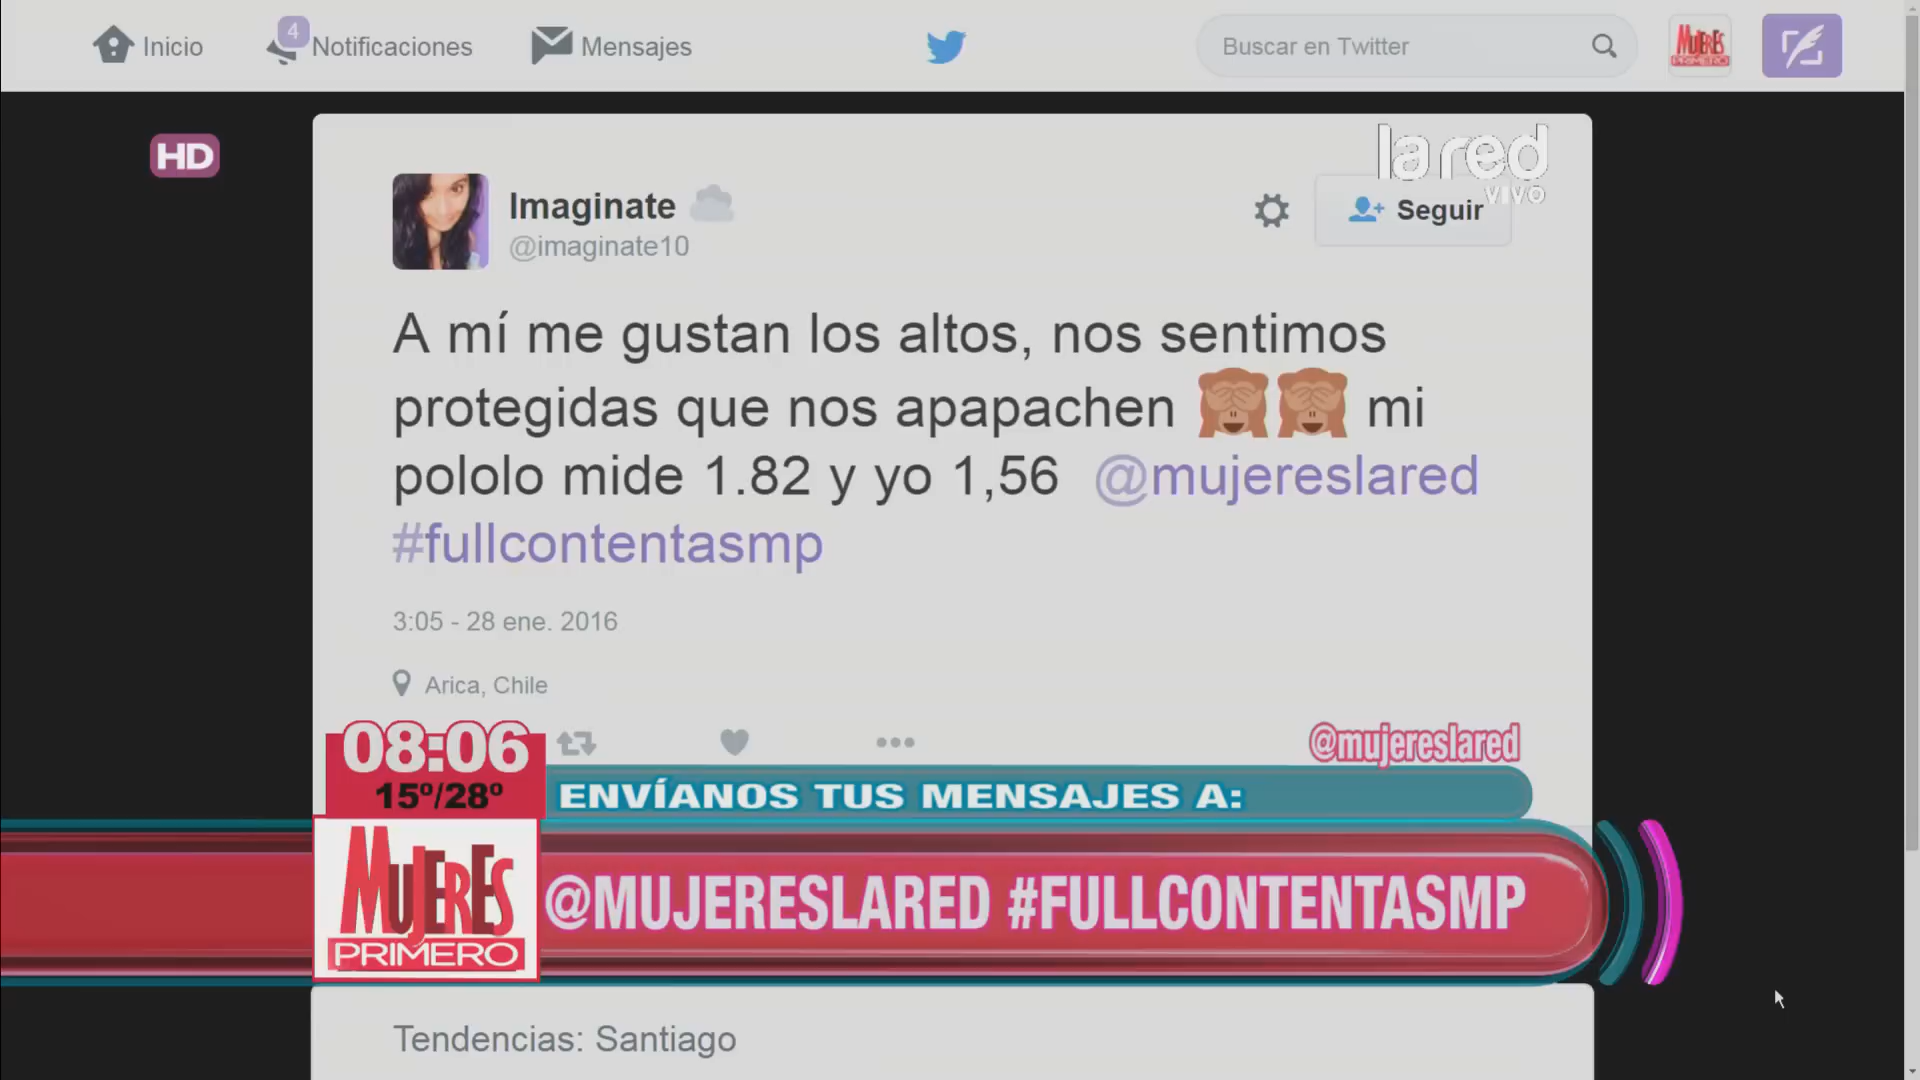 Inicio
4
Notificaciones
Mensajes
Buscar en Twitter
MUJERES
PRIMERO
HD
la red
VIVO
Imaginate
@imaginate10
Seguir
A mí me gustan los altos, nos sentimos
protegidas que nos apapachen mi
pololo mide 1.82 y yo 1,56 @mujereslared
#fullcontentasmp
3:05 - 28 ene. 2016
Arica, Chile
08:06
15º/28º
@mujereslared
ENVÍANOS TUS MENSAJES A:
MUJERES
PRIMERO
@MUJERESLARED #FULLCONTENTASMP
Tendencias: Santiago